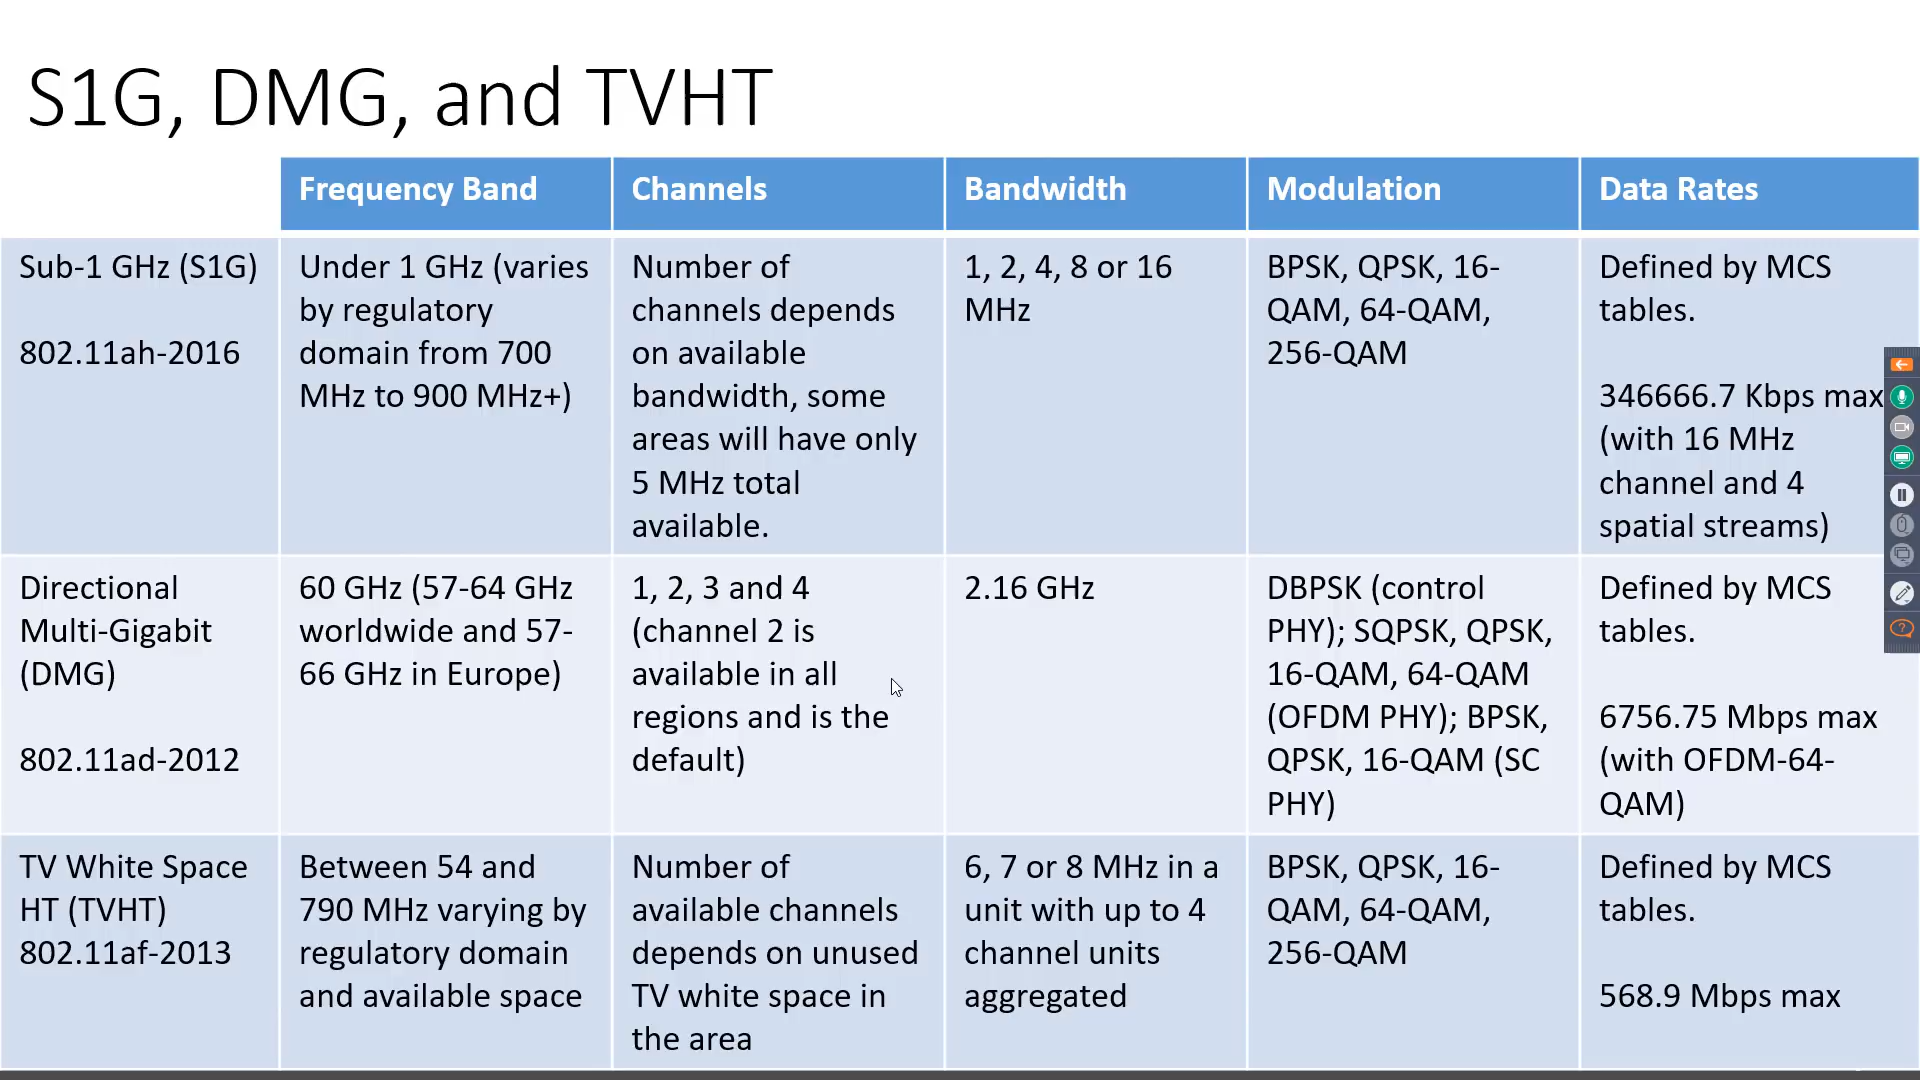 S1G, DMG, and TVHT
Frequency Band
Channels
Bandwidth
Modulation
Data Rates
Sub-1 GHz (S1G)
802.11ah-2016
Under 1 GHz (varies
by regulatory
domain from 700
MHz to 900 MHz+)
Number of
channels depends
on available
bandwidth, some
areas will have only
5 MHz total
available.
1, 2, 4, 8 or 16
MHz
BPSK, QPSK, 16-
QAM, 64-QAM,
256-QAM
Defined by MCS
tables.
346666.7 Kbps max
(with 16 MHz
channel and 4
spatial streams)
Directional
Multi-Gigabit
(DMG)
802.11ad-2012
60 GHz (57-64 GHz
worldwide and 57-
66 GHz in Europe)
1, 2, 3 and 4
(channel 2 is
available in all
regions and is the
default)
2.16 GHz
DBPSK (control
PHY); SQPSK, QPSK,
16-QAM, 64-QAM
(OFDM PHY); BPSK,
QPSK, 16-QAM (SC
PHY)
Defined by MCS
tables.
6756.75 Mbps max
(with OFDM-64-
QAM)
TV White Space
HT (TVHT)
802.11af-2013
Between 54 and
790 MHz varying by
regulatory domain
and available space
Number of
available channels
depends on unused
TV white space in
the area
6, 7 or 8 MHz in a
unit with up to 4
channel units
aggregated
BPSK, QPSK, 16-
QAM, 64-QAM,
256-QAM
Defined by MCS
tables.
568.9 Mbps max